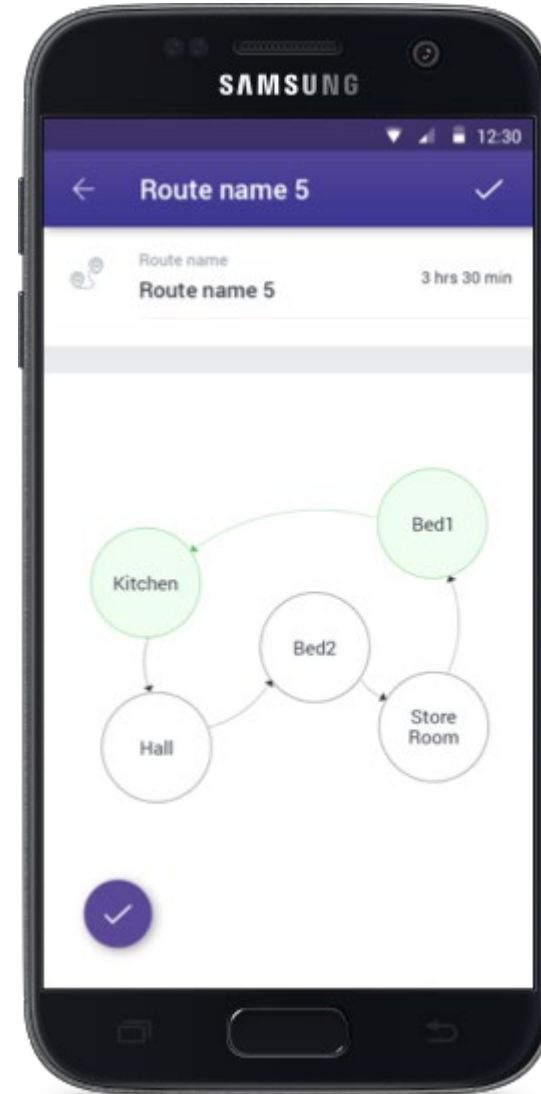 SAMSUNG
12:30
Route name 5
Route name
Route name 5
3 hrs 30 min
Bed1
Kitchen
Bed2
Store
Room
Hall